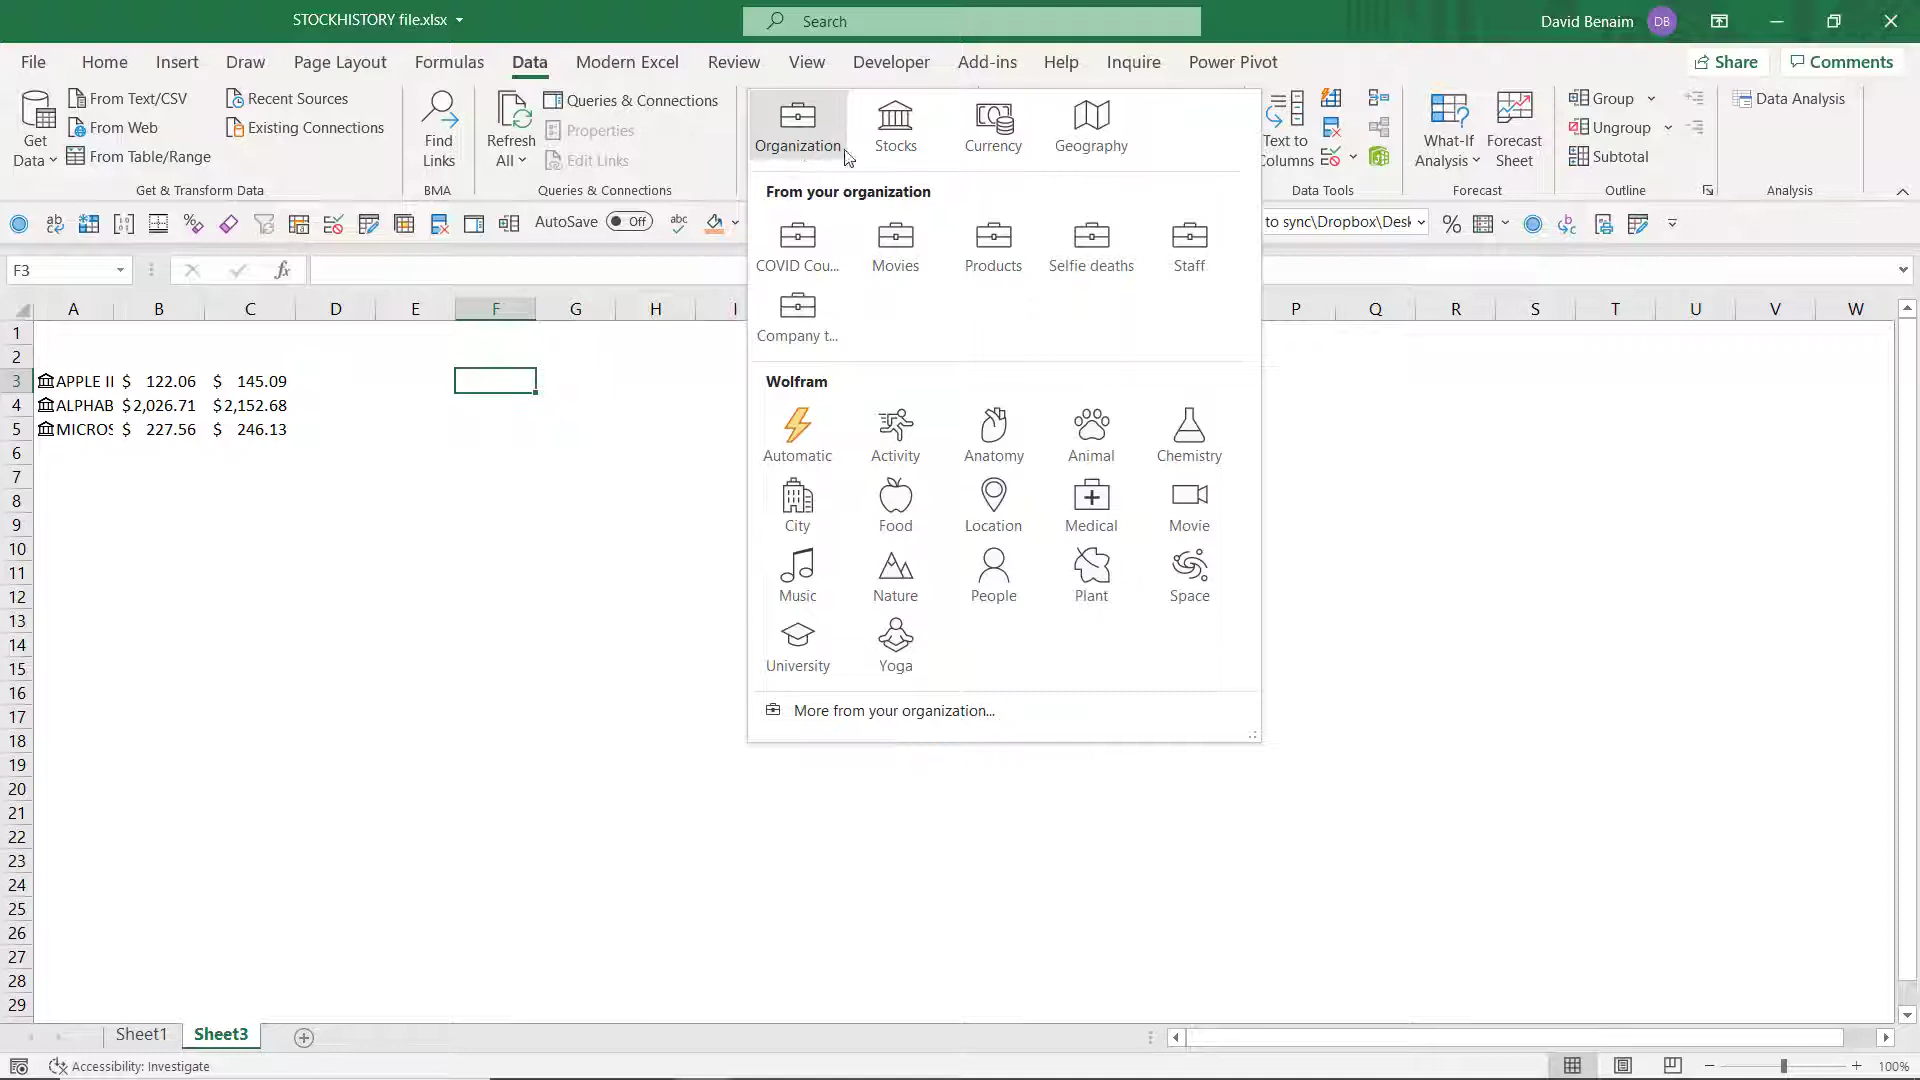 STOCKHISTORY file.xlsx
Search
David Benaim DB
File Home Insert Draw Page Layout Formulas Data Modern Excel Review View Developer Add-ins Help Inquire Power Pivot Share Comments
Get Data
From Text/CSV
From Web
From Table/Range
Recent Sources
Existing Connections
Get & Transform Data
Find Links
BMA
Refresh All
Queries & Connections
Properties
Edit Links
Queries & Connections
Organization Stocks Currency Geography
Text to Columns
Data Tools
What-If Analysis
Forecast Sheet
Forecast
Group
Ungroup
Subtotal
Outline
Data Analysis
Analysis
AutoSave Off
to sync\Dropbox\Desk
F3
fx
From your organization
COVID Cou... Movies Products Selfie deaths Staff
Company t...
Wolfram
Automatic Activity Anatomy Animal Chemistry
City Food Location Medical Movie
Music Nature People Plant Space
University Yoga
More from your organization...
A B C D E F G H I P Q R S T U V W
1
2
3 APPLE II $ 122.06 $ 145.09
4 ALPHAB $2,026.71 $2,152.68
5 MICROS $ 227.56 $ 246.13
6
7
8
9
10
11
12
13
14
15
16
17
18
19
20
21
22
23
24
25
26
27
28
29
Sheet1 Sheet3
Accessibility: Investigate
100%